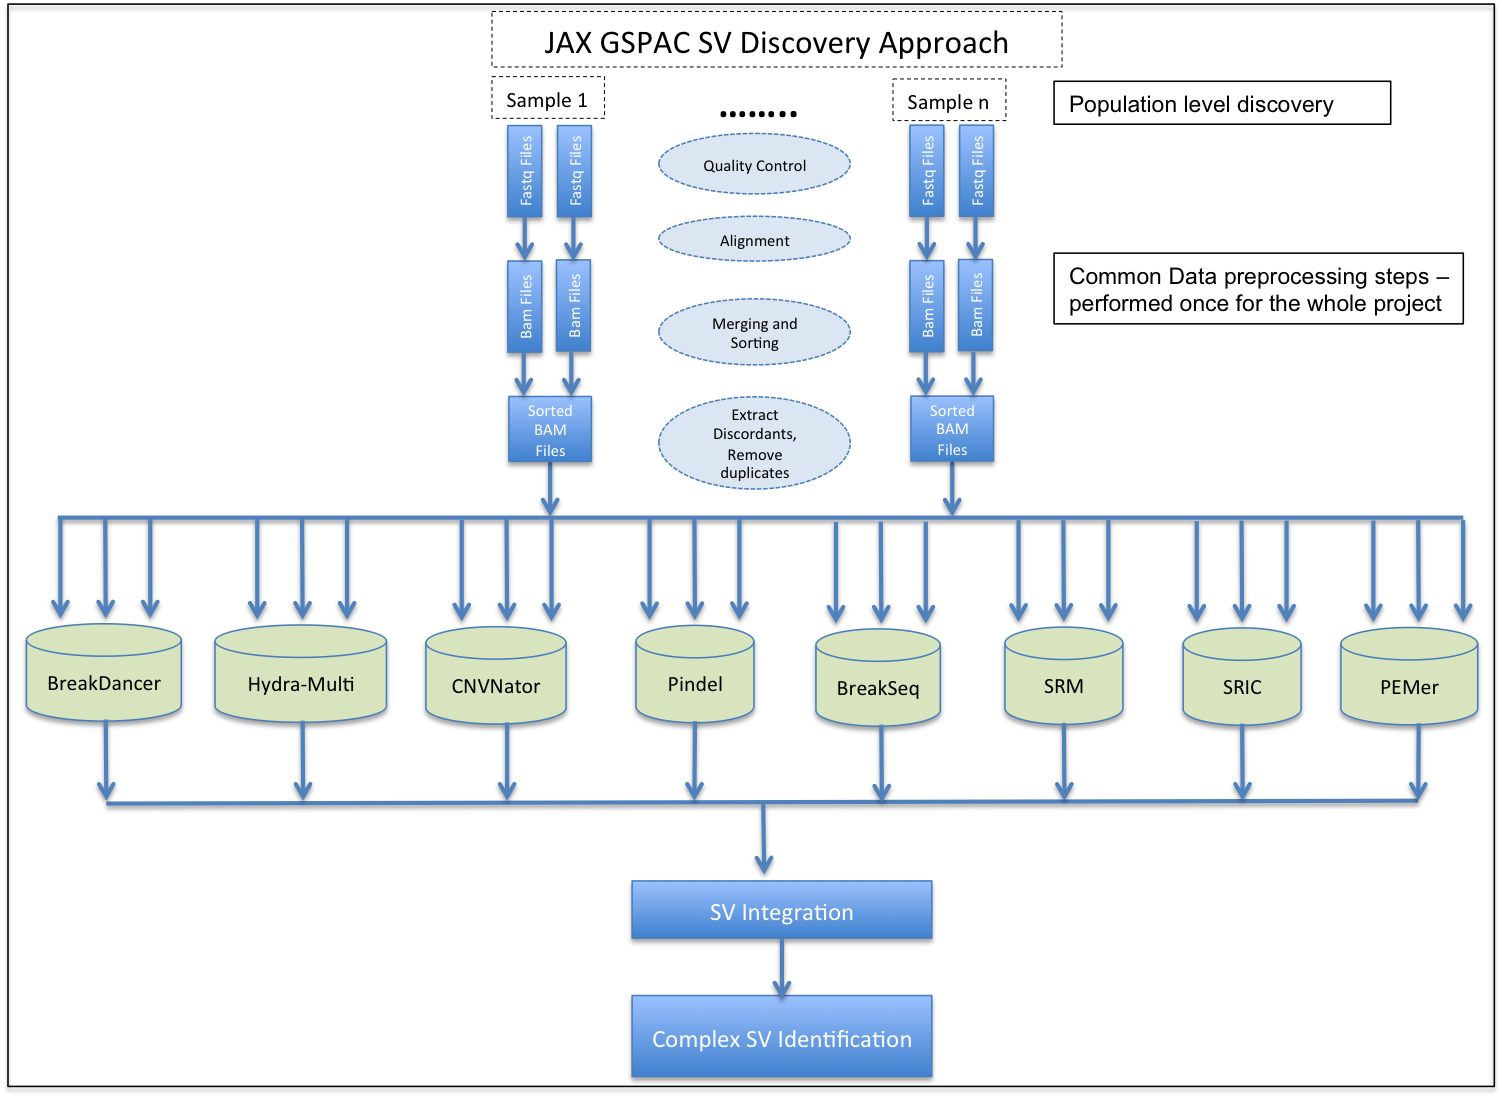 JAX GSPAC SV Discovery Approach
Sample 1
........
Sample n
Population level discovery
Fastq Files
Fastq Files
Quality Control
Fastq Files
Fastq Files
Alignment
Common Data preprocessing steps –
performed once for the whole project
Bam Files
Bam Files
Merging and
Sorting
Bam Files
Bam Files
Sorted
BAM
Files
Extract
Discordants,
Remove
duplicates
Sorted
BAM
Files
BreakDancer
Hydra-Multi
CNVNator
Pindel
BreakSeq
SRM
SRIC
PEMer
SV Integration
Complex SV Identification